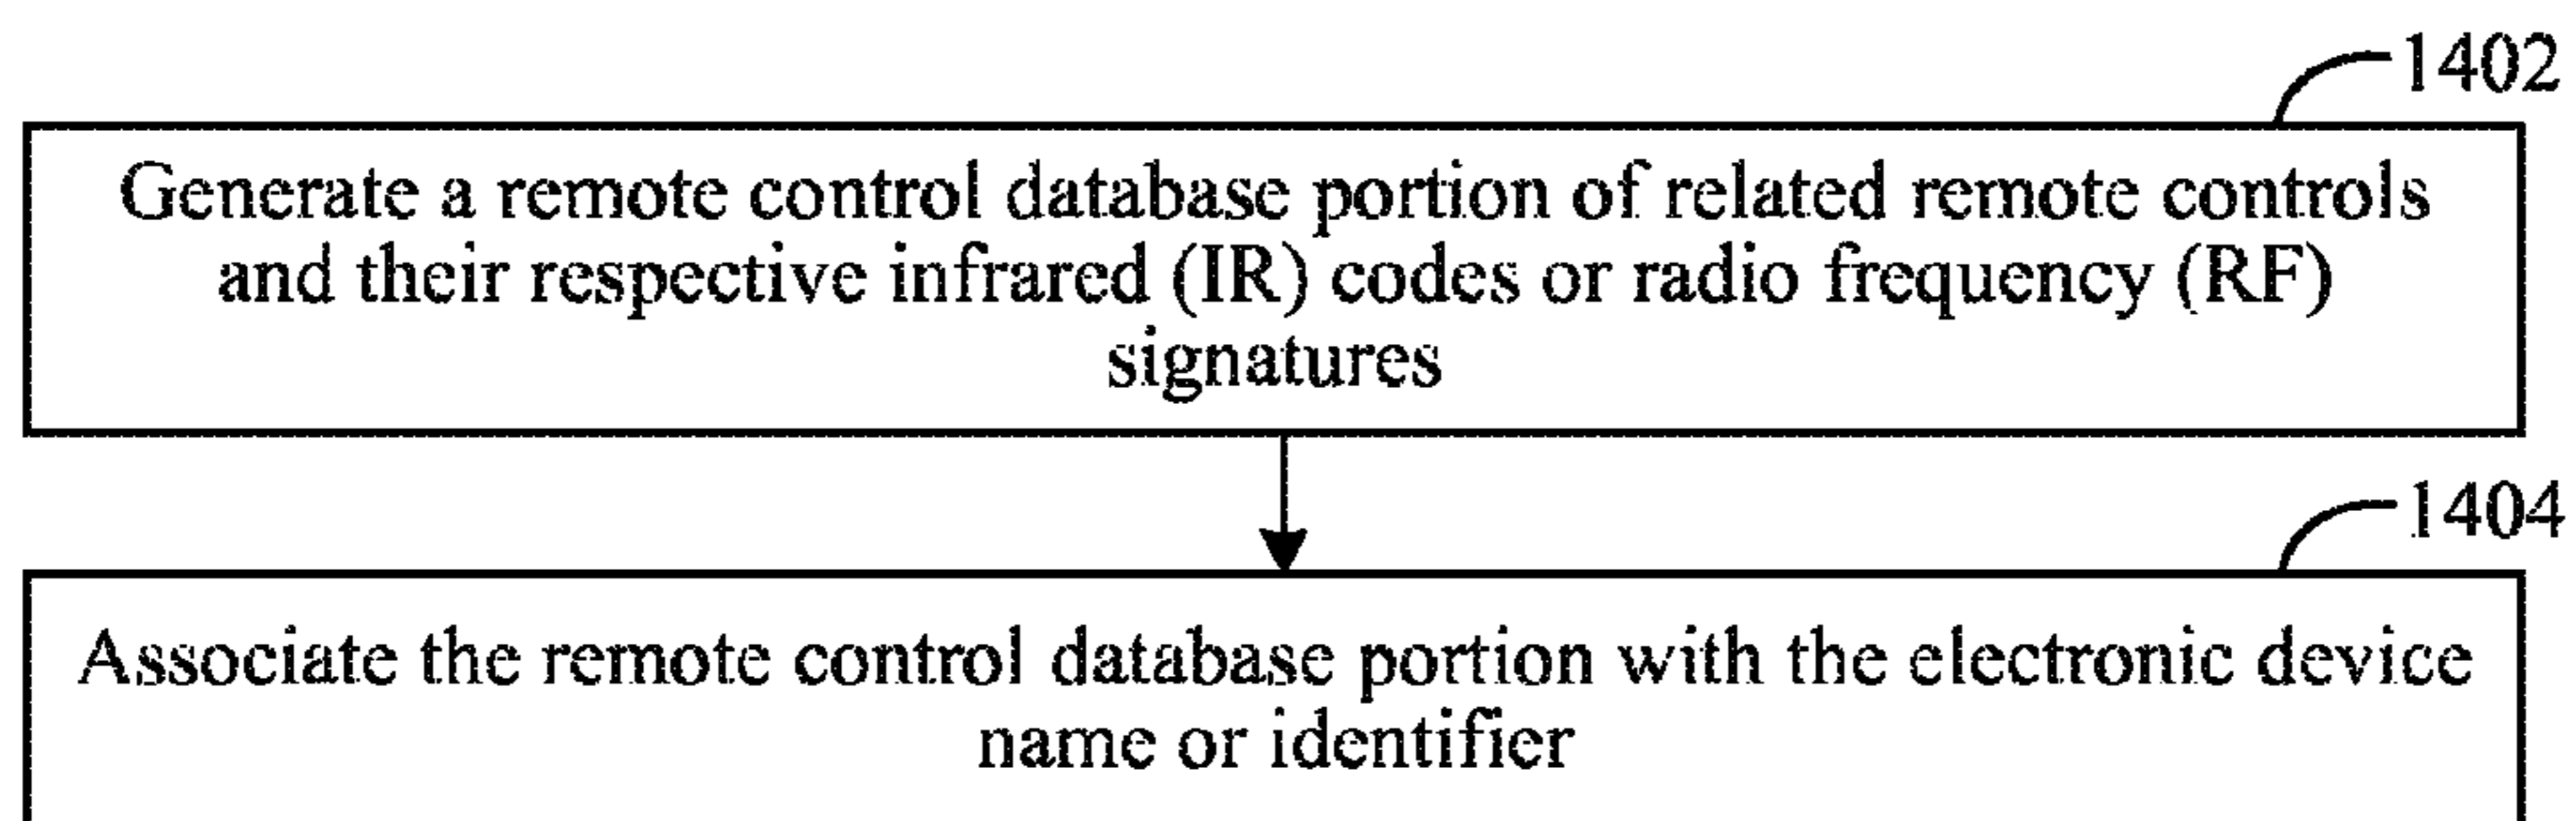 1402
Generate a remote control database portion of related remote controls
and their respective infrared (IR) codes or radio frequency (RF)
signatures
1404
Associate the remote control database portion with the electronic device
name or identifier